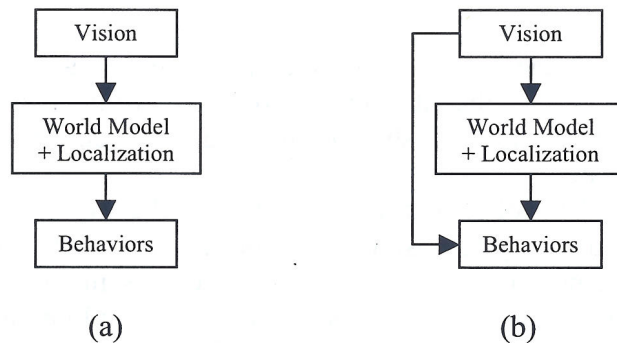 Vision
World Model
+ Localization
Behaviors
(a)
Vision
World Model
+ Localization
Behaviors
(b)